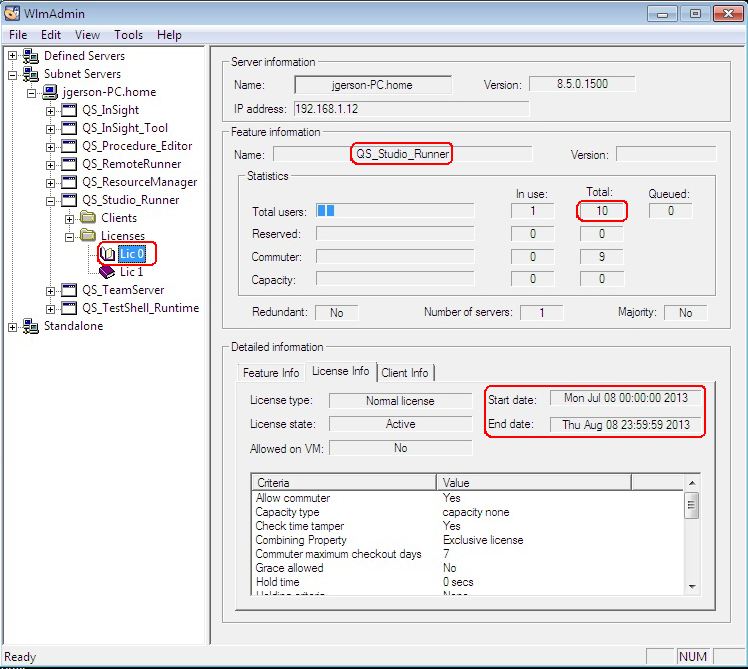 WlmAdmin
File Edit View Tools Help
Defined Servers
Subnet Servers
jgerson-PC.home
QS_InSight
QS_InSight_Tool
QS_Procedure_Editor
QS_RemoteRunner
QS_ResourceManager
QS_Studio_Runner
Clients
Licenses
Lic 0
Lic 1
QS_TeamServer
QS_TestShell_Runtime
Standalone
Server information
Name: jgerson-PC.home Version: 8.5.0.1500
IP address: 192.168.1.12
Feature information
Name: QS_Studio_Runner Version:
Statistics
In use: Total: Queued:
Total users: 1 10 0
Reserved: 0 0
Commuter: 0 9
Capacity: 0 0
Redundant: No Number of servers: 1 Majority: No
Detailed information
Feature Info License Info Client Info
License type: Normal license Start date: Mon Jul 08 00:00:00 2013
License state: Active End date: Thu Aug 08 23:59:59 2013
Allowed on VM: No
Criteria Value
Allow commuter Yes
Capacity type capacity none
Check time tamper Yes
Combining Property Exclusive license
Commuter maximum checkout days 7
Grace allowed No
Hold time 0 secs
Holding criteria None
Ready NUM